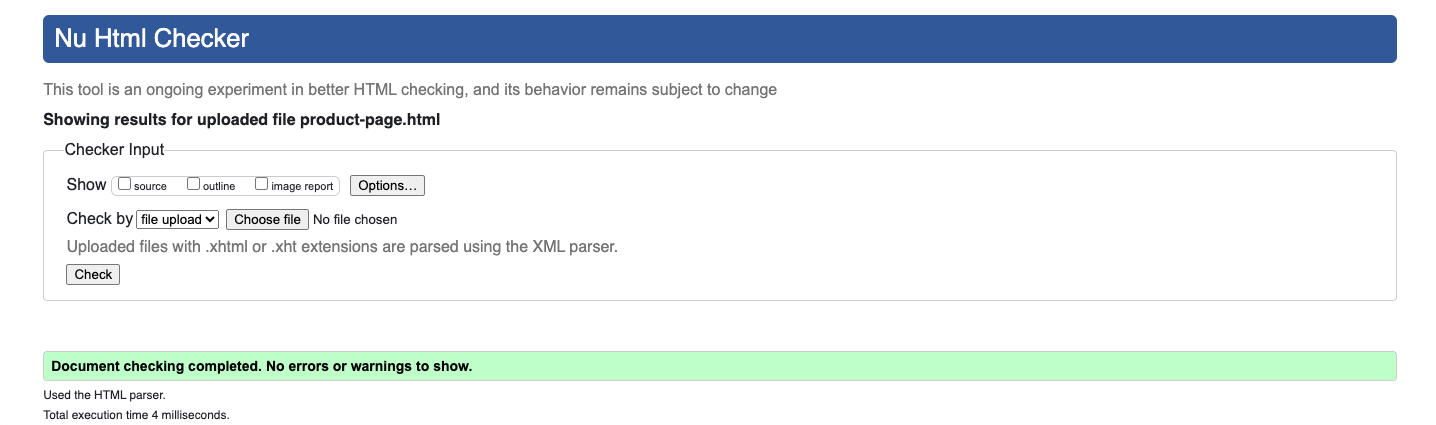 Nu Html Checker
This tool is an ongoing experiment in better HTML checking, and its behavior remains subject to change
Showing results for uploaded file product-page.html
Checker Input
Show source outline image report Options...
Check by file upload Choose file No file chosen
Uploaded files with .xhtml or .xht extensions are parsed using the XML parser.
Check
Document checking completed. No errors or warnings to show.
Used the HTML parser.
Total execution time 4 milliseconds.